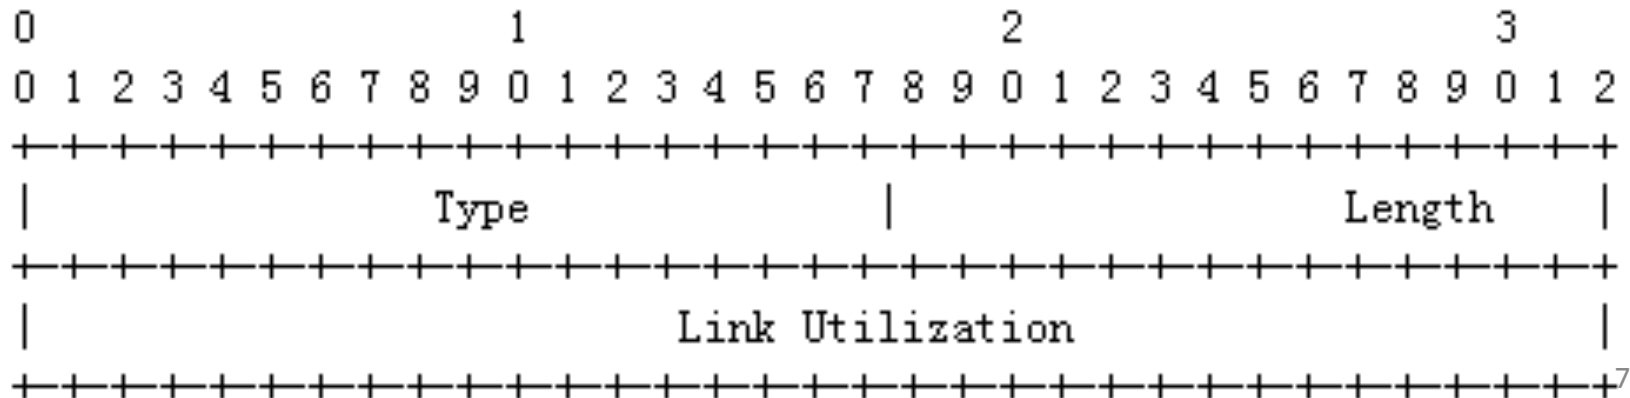 0                   1                   2                   3
0 1 2 3 4 5 6 7 8 9 0 1 2 3 4 5 6 7 8 9 0 1 2 3 4 5 6 7 8 9 0 1 2
+-+-+-+-+-+-+-+-+-+-+-+-+-+-+-+-+-+-+-+-+-+-+-+-+-+-+-+-+-+-+-+-+
|                Type              |                  Length    |
+-+-+-+-+-+-+-+-+-+-+-+-+-+-+-+-+-+-+-+-+-+-+-+-+-+-+-+-+-+-+-+-+
|                          Link Utilization                     |
+-+-+-+-+-+-+-+-+-+-+-+-+-+-+-+-+-+-+-+-+-+-+-+-+-+-+-+-+-+-+-+-+
7